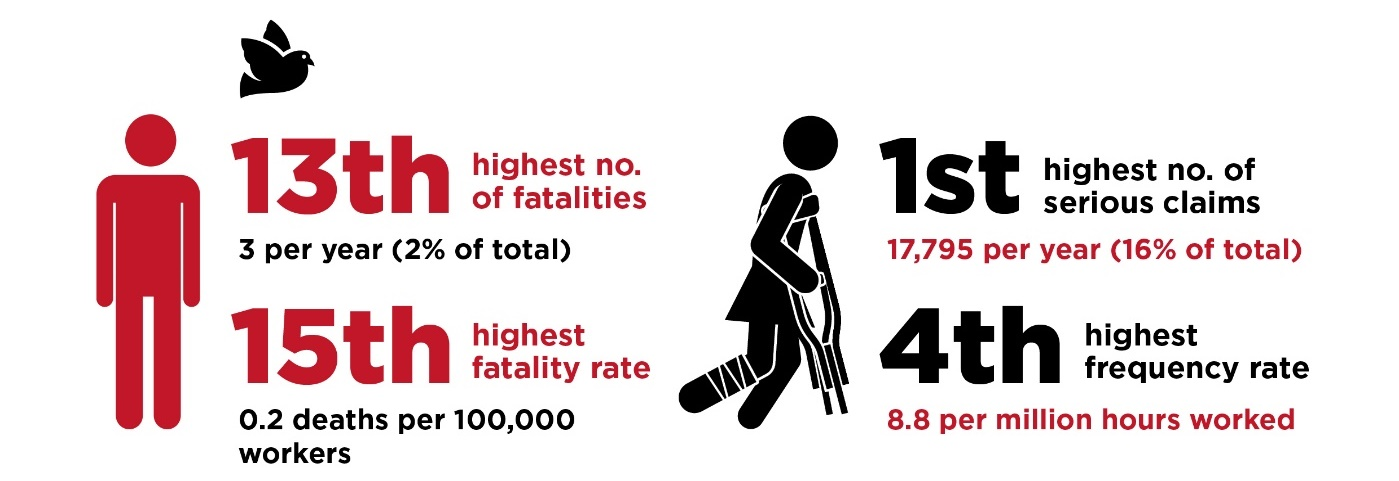 13th highest no.
of fatalities
3 per year (2% of total)
15th highest
fatality rate
0.2 deaths per 100,000
workers
1st highest no. of
serious claims
17,795 per year (16% of total)
4th highest
frequency rate
8.8 per million hours worked